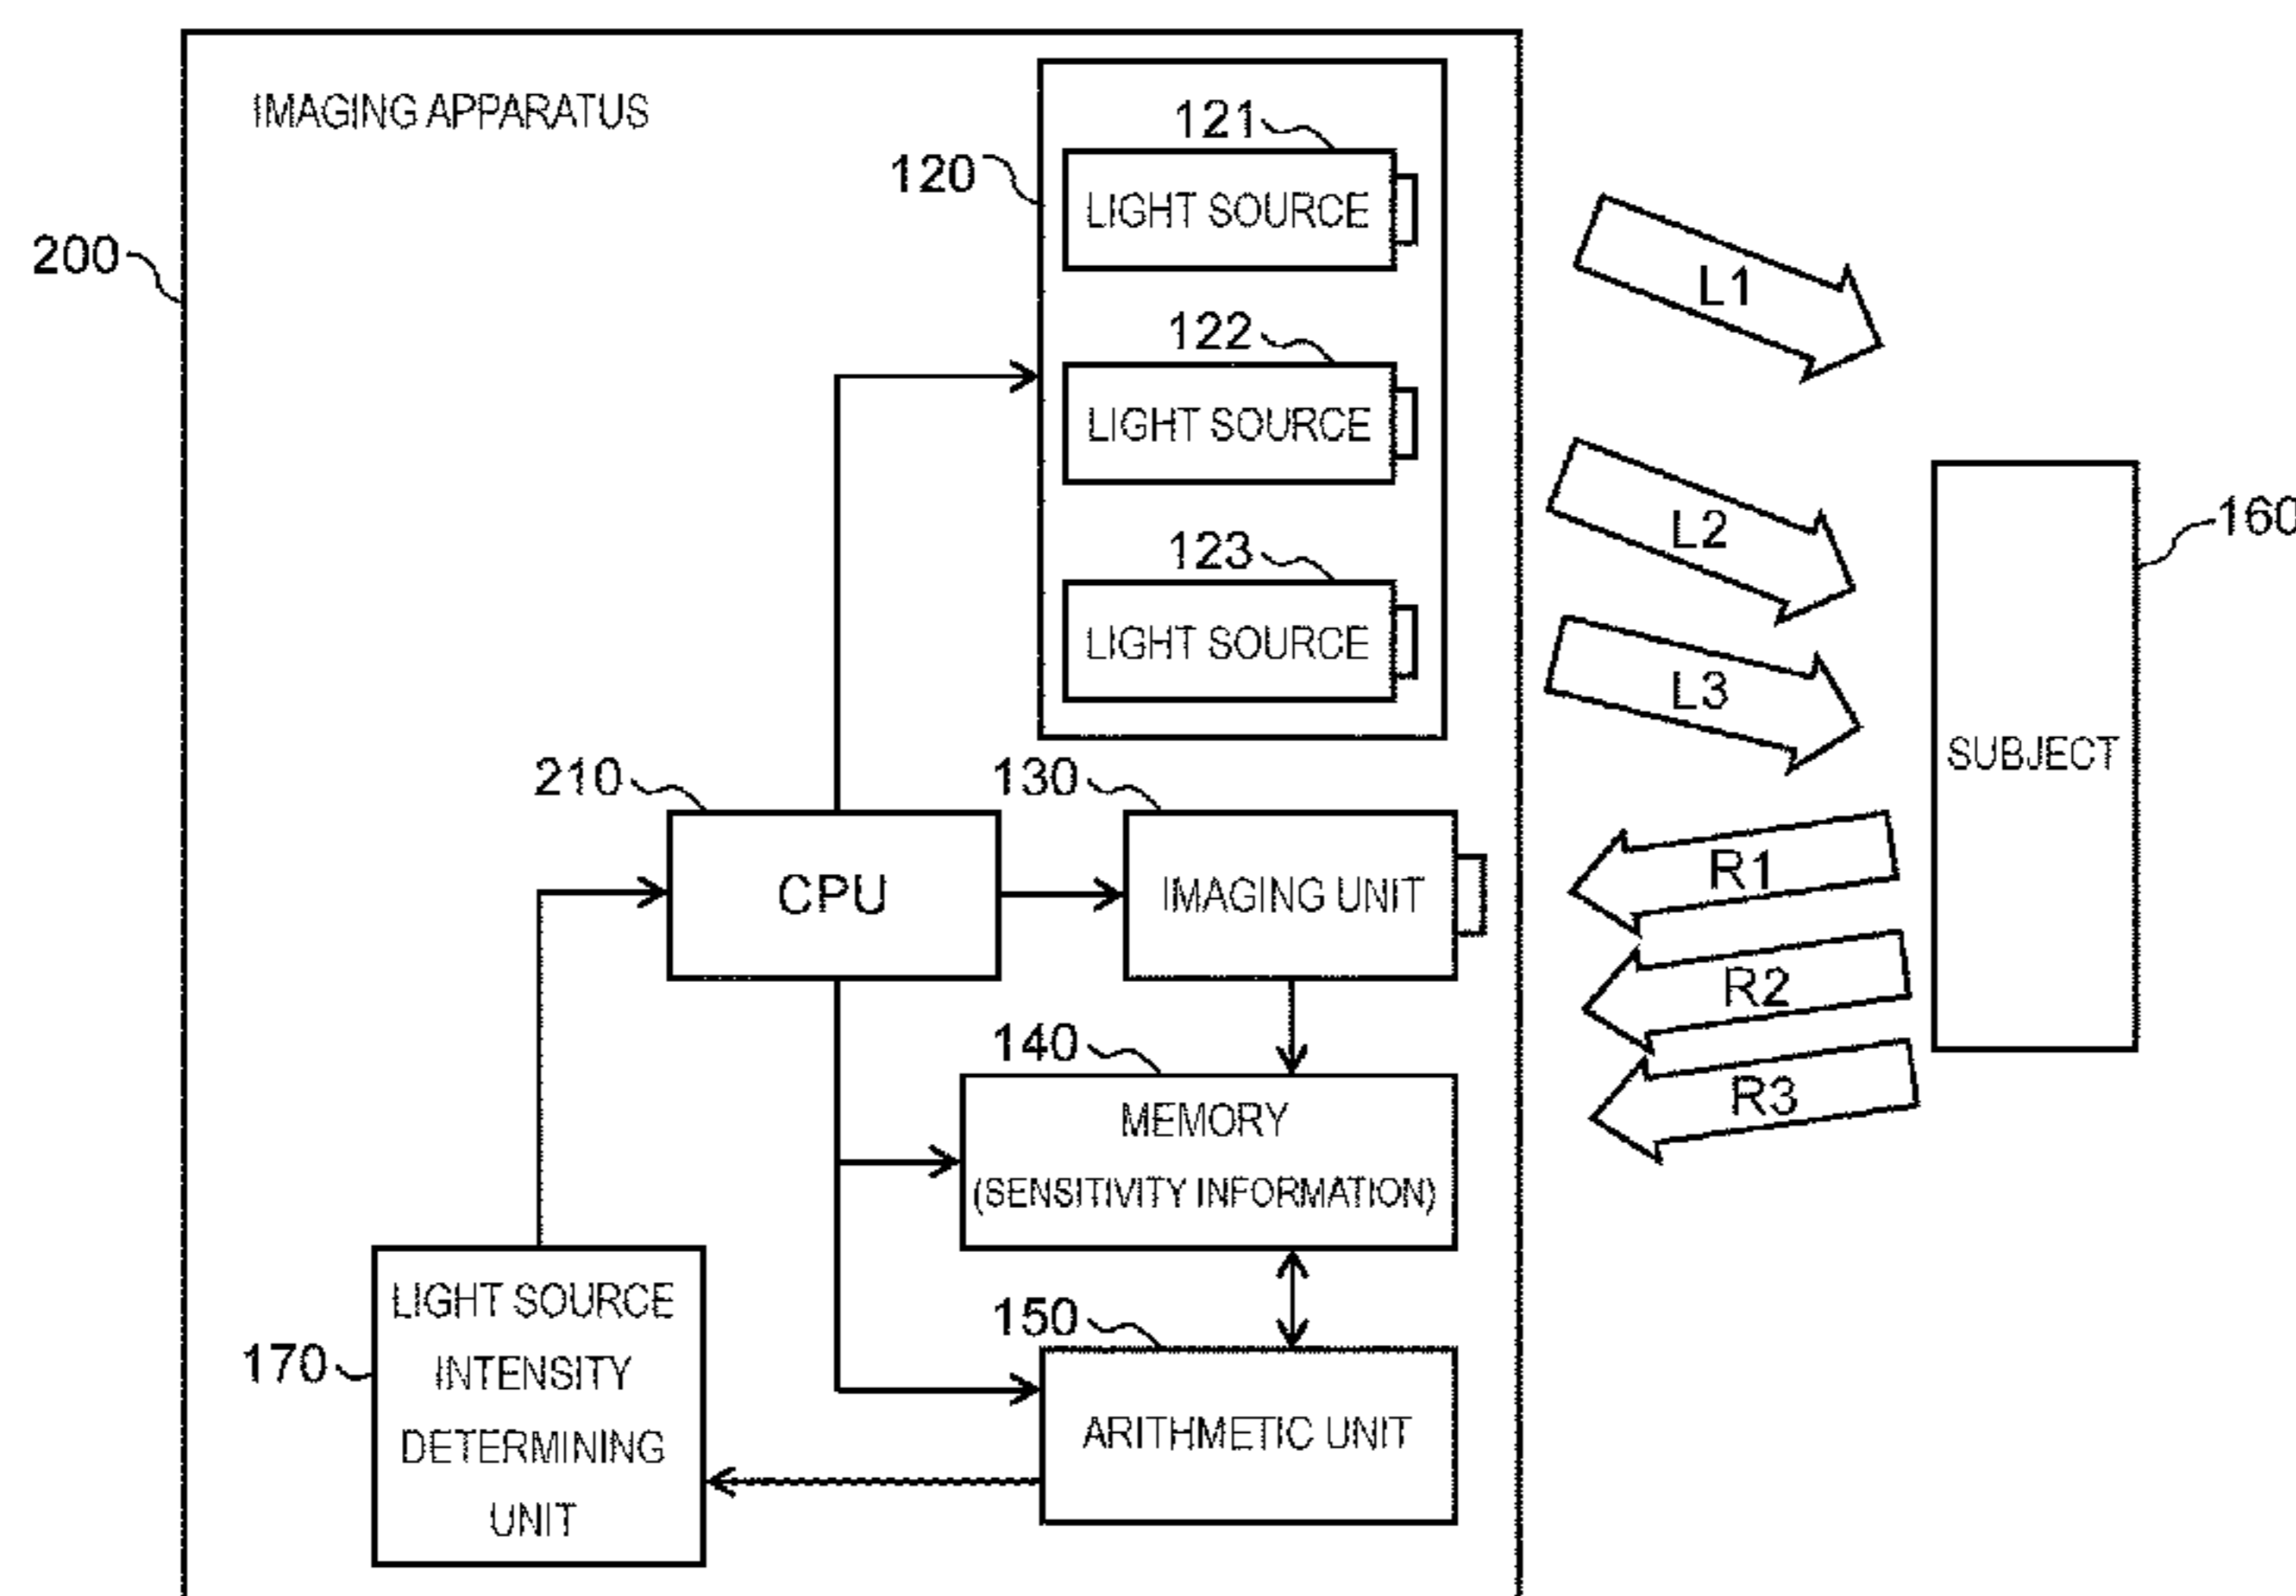 IMAGING APPARATUS
200
120
121
LIGHT SOURCE
122
LIGHT SOURCE
123
LIGHT SOURCE
L1
L2
L3
160
SUBJECT
R1
R2
R3
210
CPU
130
IMAGING UNIT
140
MEMORY
(SENSITIVITY INFORMATION)
150
ARITHMETIC UNIT
170
LIGHT SOURCE
INTENSITY
DETERMINING
UNIT